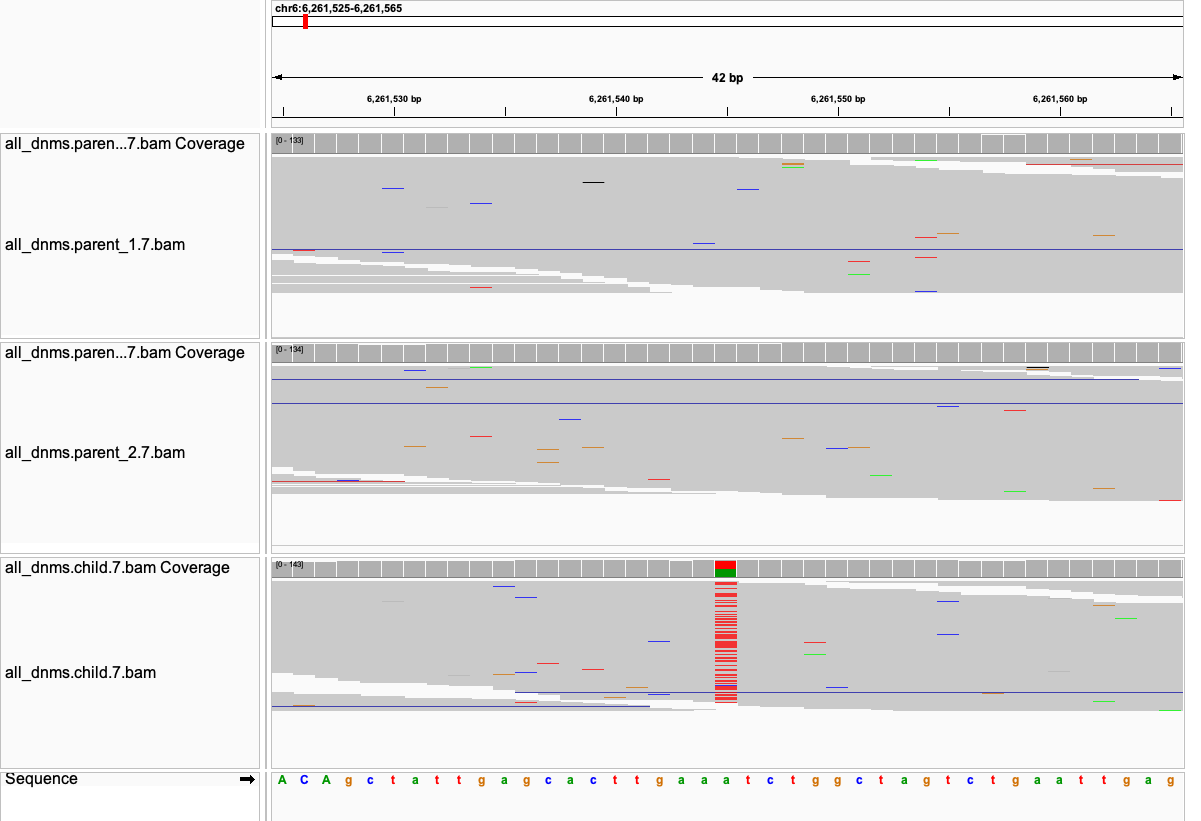 chr6:6,261,525-6,261,565
42 bp
6,261,530 bp 6,261,540 bp 6,261,550 bp 6,261,560 bp
all_dnms.paren...7.bam Coverage
[0 - 133]
all_dnms.parent_1.7.bam
all_dnms.paren...7.bam Coverage
[0 - 134]
all_dnms.parent_2.7.bam
all_dnms.child.7.bam Coverage
[0 - 143]
all_dnms.child.7.bam
Sequence A C A g c t a t t g a g c a c t t g a a a t c t g g c t a g t c t g a a t t g a g